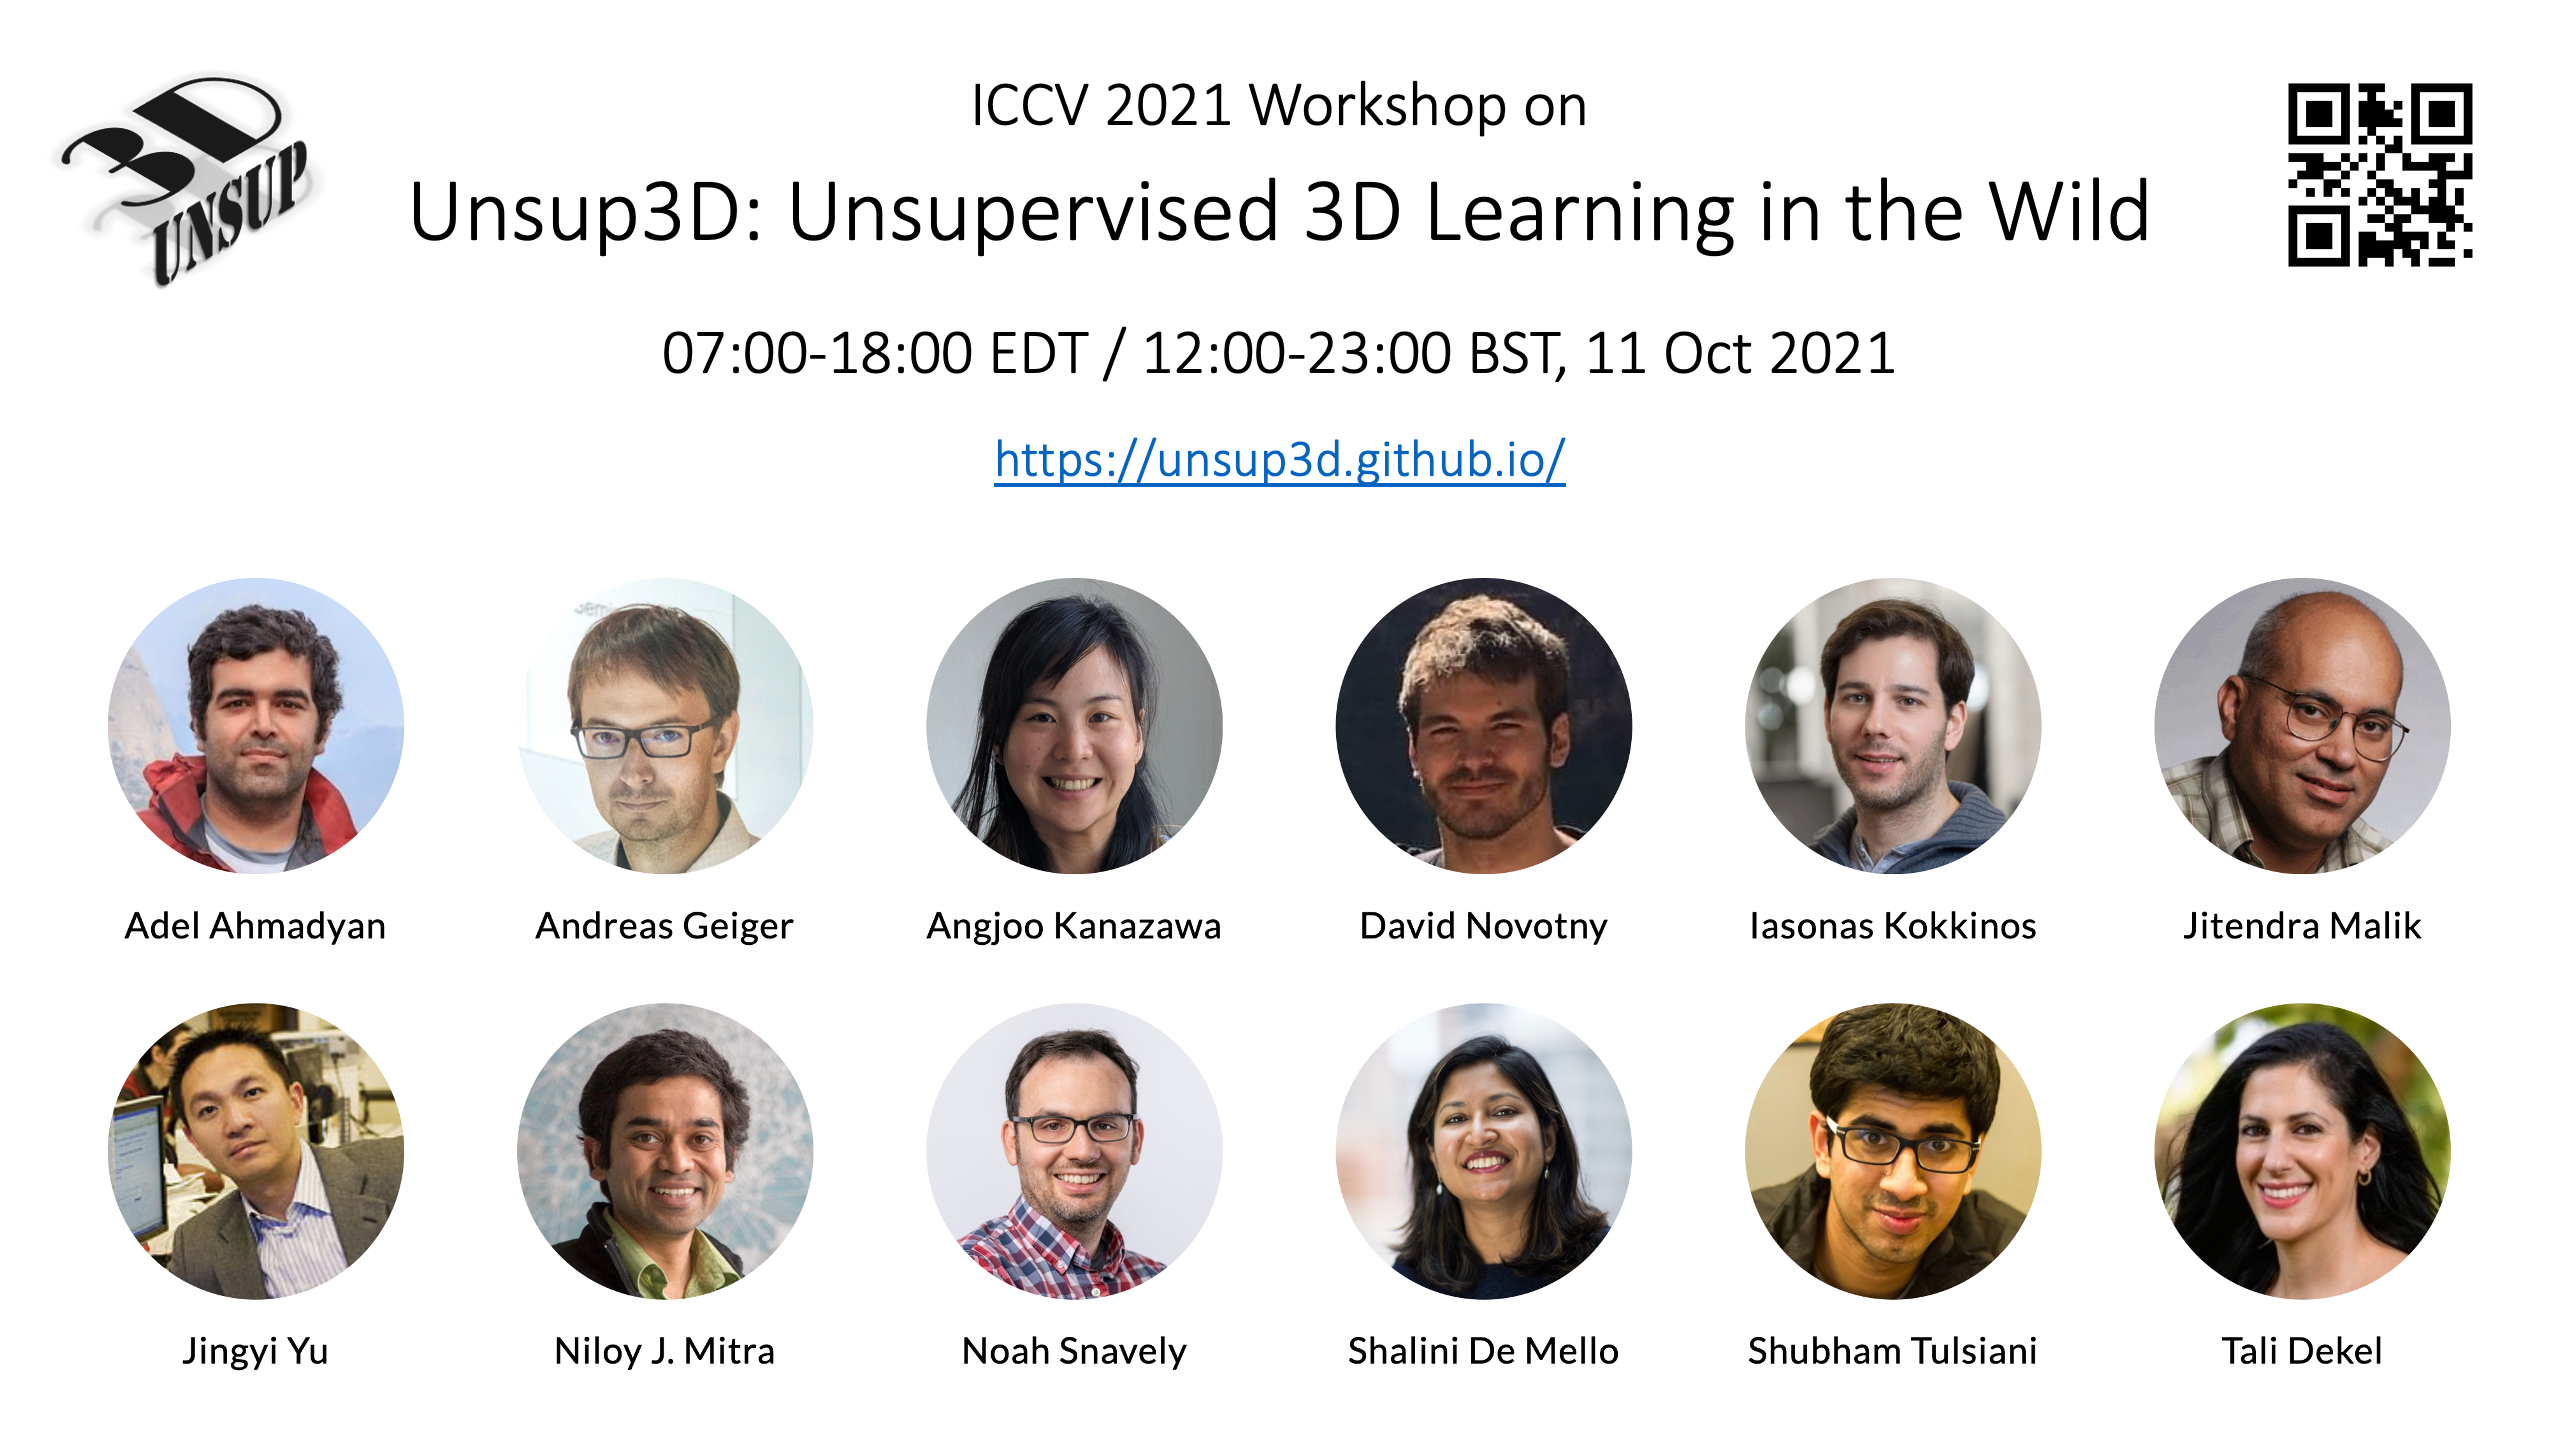 3D
UNSUP
ICCV 2021 Workshop on
Unsup3D: Unsupervised 3D Learning in the Wild
07:00-18:00 EDT / 12:00-23:00 BST, 11 Oct 2021
https://unsup3d.github.io/
Adel Ahmadyan
Andreas Geiger
Angjoo Kanazawa
David Novotny
Iasonas Kokkinos
Jitendra Malik
Jingyi Yu
Niloy J. Mitra
Noah Snavely
Shalini De Mello
Shubham Tulsiani
Tali Dekel